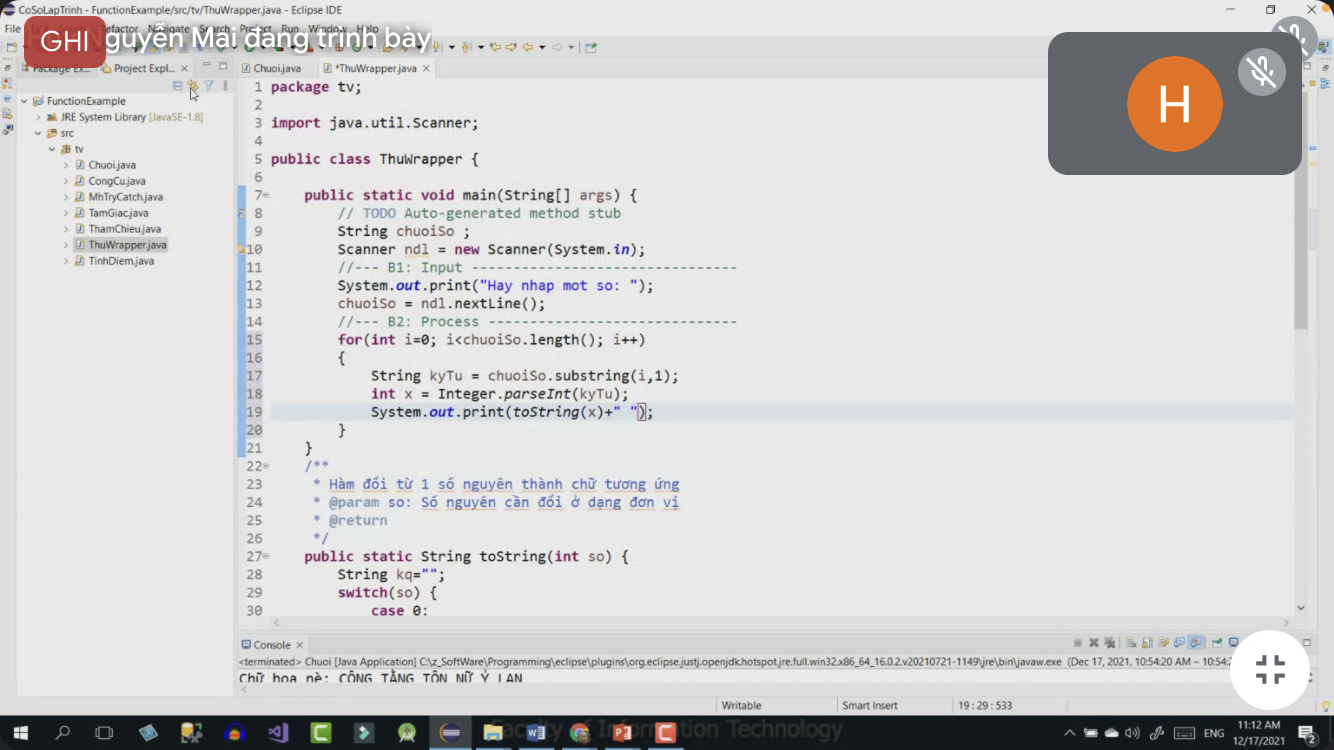 CoSoLapTrinh - FunctionExample/src/tv/ThuWrapper.java - Eclipse IDE
File Refactor Navigate Search Project Run Window Help
GHI guyễn Mai đang trình bày
Package Ex... Project Expl...
Chuoi.java *ThuWrapper.java
H
FunctionExample
JRE System Library [JavaSE-1.8]
src
tv
Chuoi.java
CongCu.java
MhTryCatch.java
TamGiac.java
ThamChieu.java
ThuWrapper.java
TinhDiem.java
1 package tv;
2
3 import java.util.Scanner;
4
5 public class ThuWrapper {
6
7 public static void main(String[] args) {
8 // TODO Auto-generated method stub
9 String chuoiSo ;
10 Scanner ndl = new Scanner(System.in);
11 //--- B1: Input --------------------------------
12 System.out.print("Hay nhap mot so: ");
13 chuoiSo = ndl.nextLine();
14 //--- B2: Process ------------------------------
15 for(int i=0; i<chuoiSo.length(); i++)
16 {
17 String kyTu = chuoiSo.substring(i,1);
18 int x = Integer.parseInt(kyTu);
19 System.out.print(toString(x)+" ");
20 }
21 }
22 /**
23 * Hàm đổi từ 1 số nguyên thành chữ tương ứng
24 * @param so: Số nguyên cần đổi ở dạng đơn vị
25 * @return
26 */
27 public static String toString(int so) {
28 String kq="";
29 switch(so) {
30 case 0:
Console
<terminated> Chuoi [Java Application] C:\z_SoftWare\Programming\eclipse\plugins\org.eclipse.justj.openjdk.hotspot.jre.full.win32.x86_64_16.0.2.v20210721-1149\jre\bin\javaw.exe (Dec 17, 2021, 10:54:20 AM – 10:54:
Chữ hoa nè: CÔNG TẰNG TÔN NỮ Ỷ LAN
Writable Smart Insert 19 : 29 : 533
Faculty of Information Technology
ENG
11:12 AM
12/17/2021
2